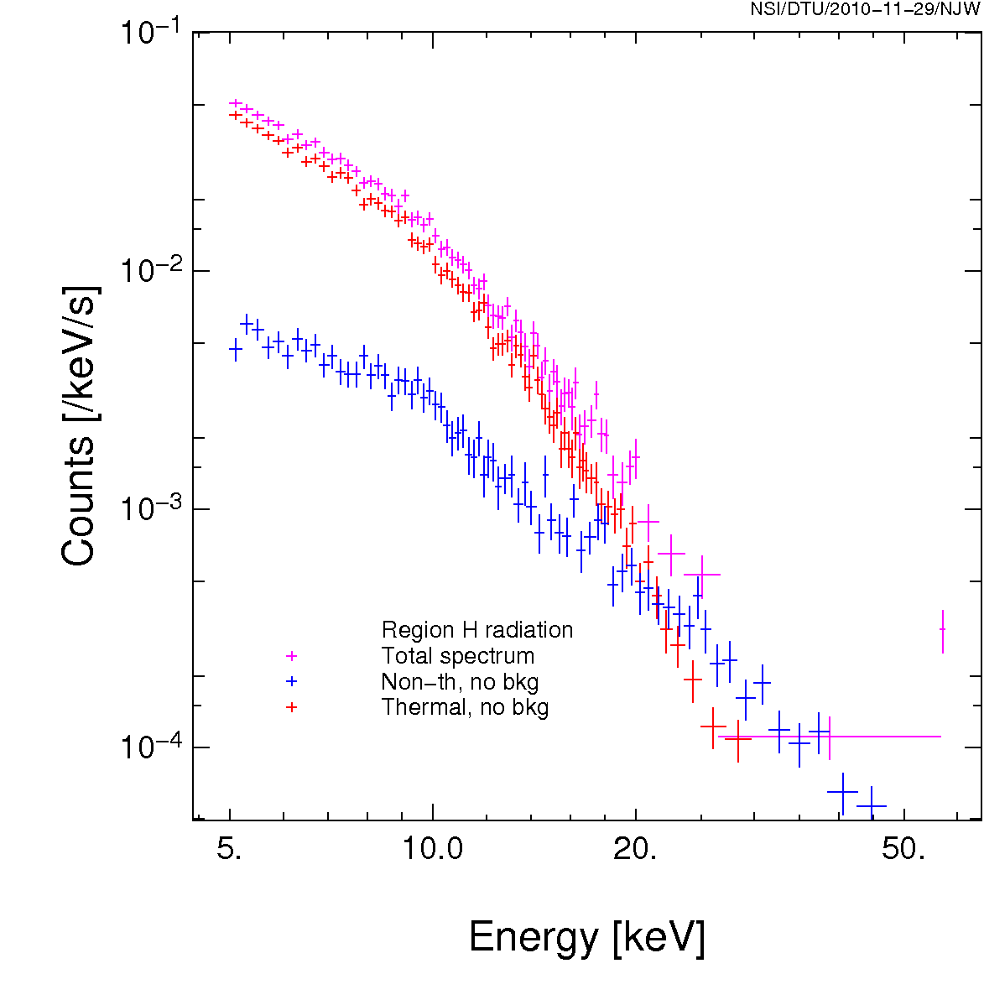 NSI/DTU/2010−11−29/NJW
10−1
10−2
10−3
10−4
Counts [/keV/s]
Region H radiation
Total spectrum
Non−th, no bkg
Thermal, no bkg
5. 10.0 20. 50.
Energy [keV]